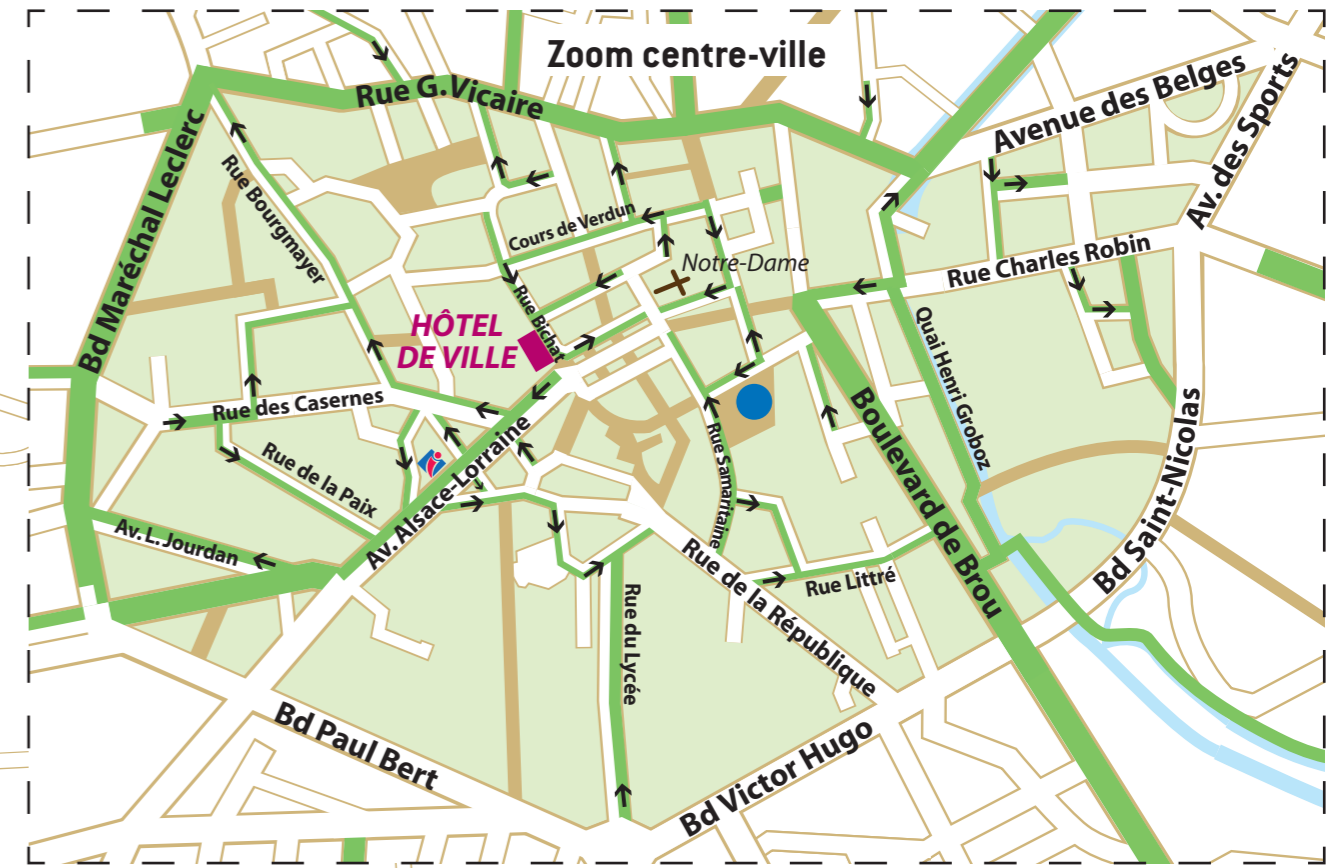 Zoom centre-ville
Rue G.Vicaire
Avenue des Belges
Av. des Sports
Bd Maréchal Leclerc
Rue Bourgmayer
Cours de Verdun
Notre-Dame
Rue Charles Robin
Rue Bichat
HÔTEL
DE VILLE
Quai Henri Groboz
Rue des Casernes
Boulevard de Brou
Bd Saint-Nicolas
Rue de la Paix
Av. Alsace-Lorraine
Rue Samaritaine
Av. L. Jourdan
Rue de la République
Rue Littré
Rue du Lycée
Bd Paul Bert
Bd Victor Hugo